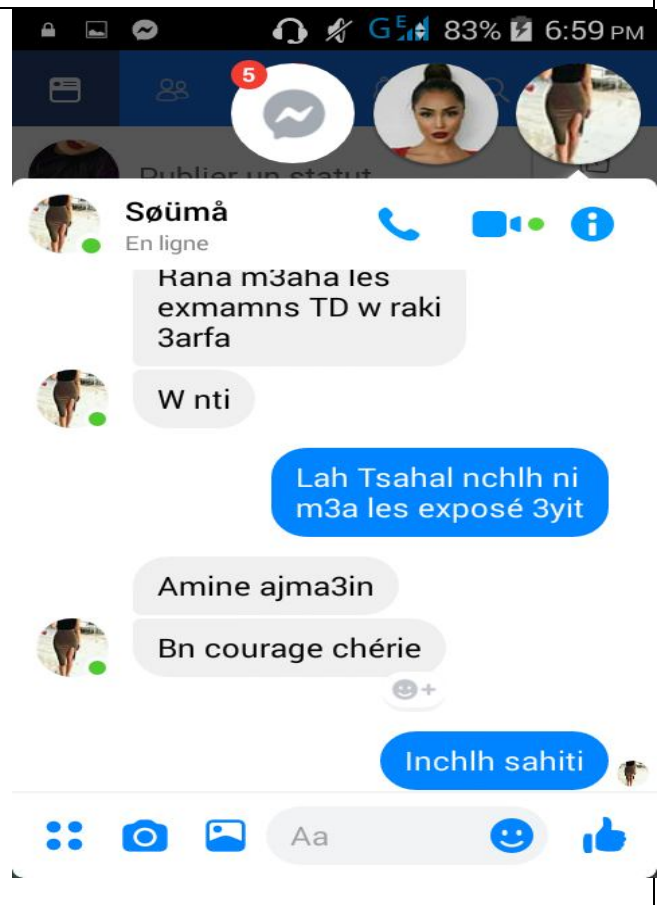 G E 83% 6:59 PM
5
Publier un statut
Søümå
En ligne
Rana m3aha les
exmamns TD w raki
3arfa
W nti
Lah Tsahal nchlh ni
m3a les exposé 3yit
Amine ajma3in
Bn courage chérie
Inchlh sahiti
Aa